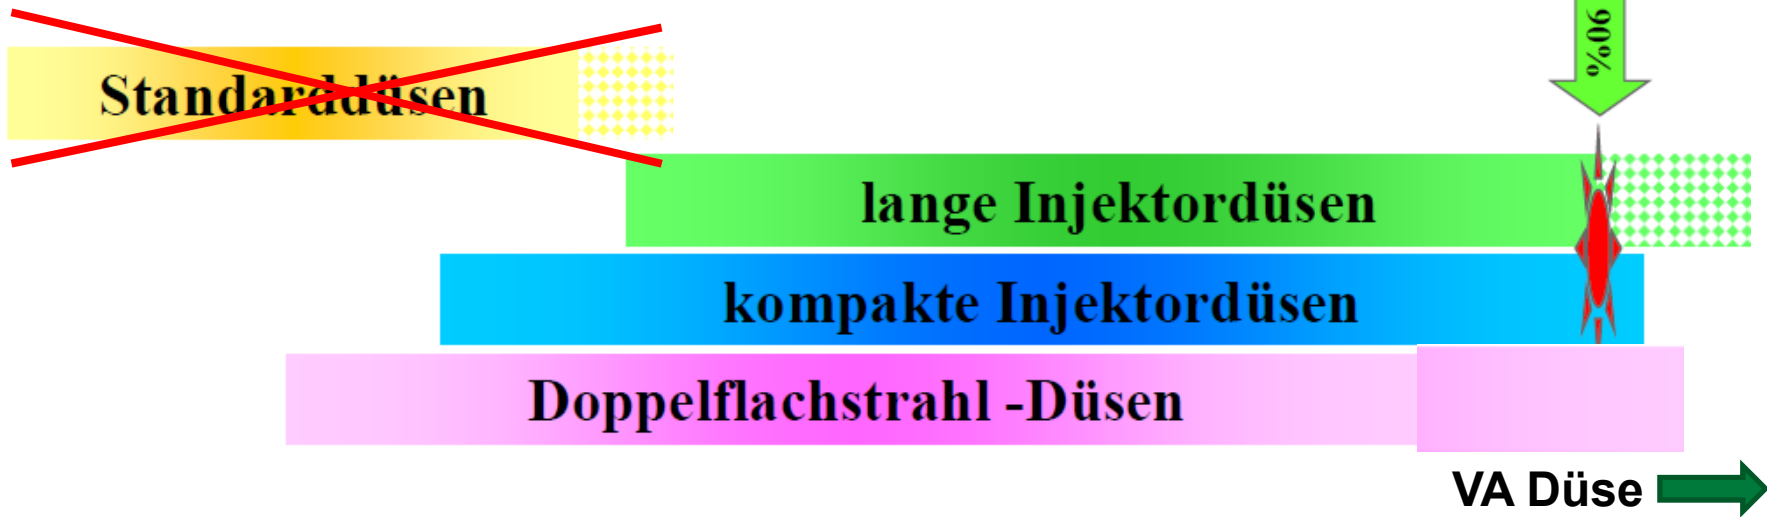 90%
Standarddüsen
lange Injektordüsen
kompakte Injektordüsen
Doppelflachstrahl -Düsen
VA Düse